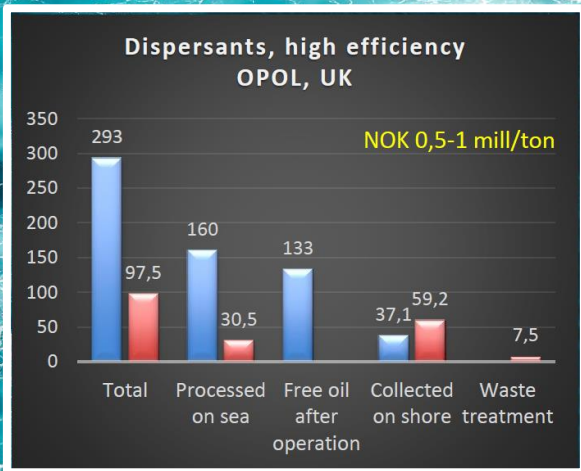 Dispersants, high efficiency
OPOL, UK
350
300
250
200
150
100
50
0
NOK 0,5-1 mill/ton
293
97,5
160
30,5
133
37,1
59,2
7,5
Total
Processed
on sea
Free oil
after
operation
Collected
on shore
Waste
treatment